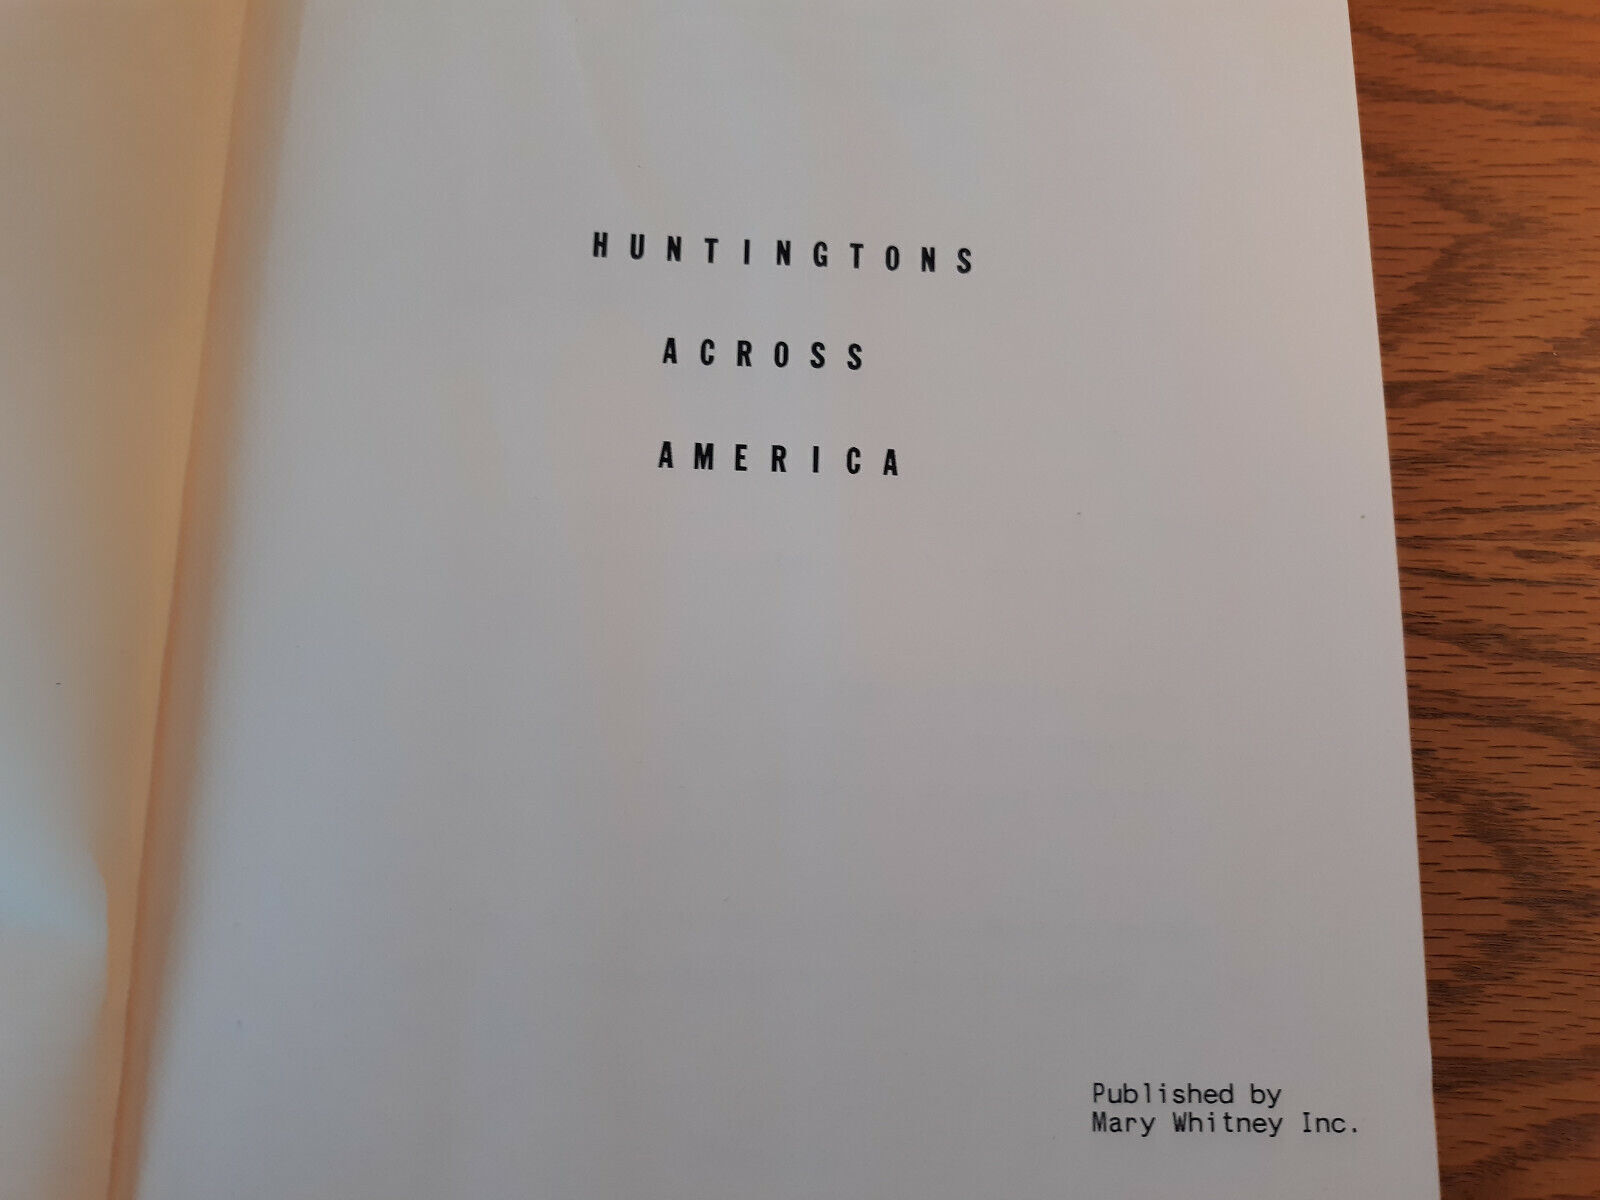 HUNTINGTONS
ACROSS
AMERICA
Published by
Mary Whitney Inc.